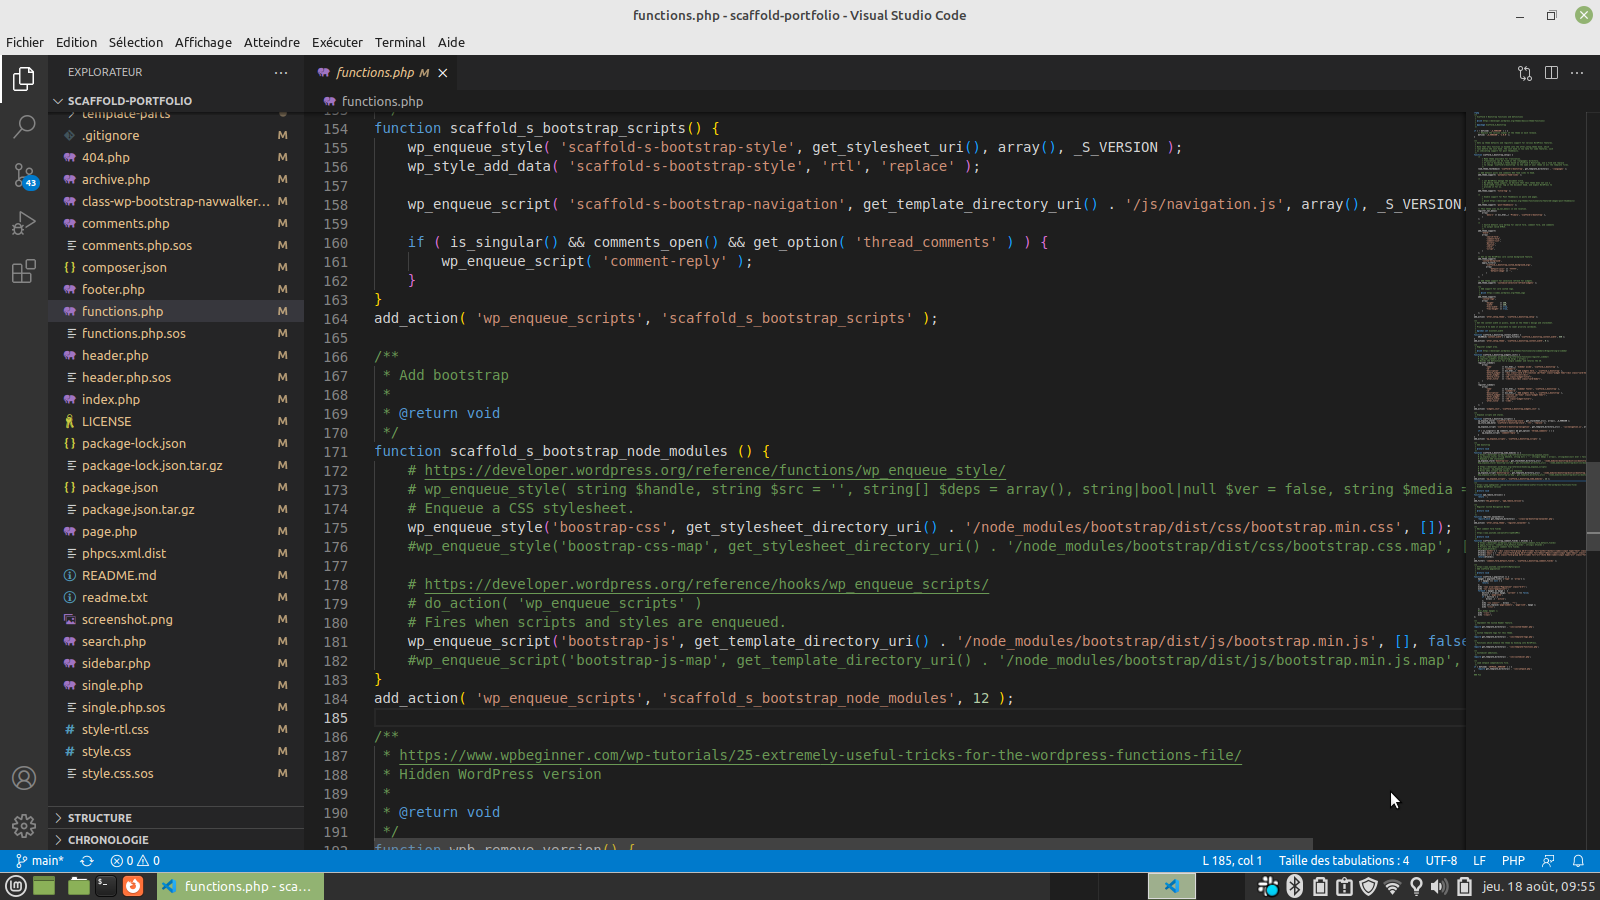 functions.php - scaffold-portfolio - Visual Studio Code
Fichier Edition Sélection Affichage Atteindre Exécuter Terminal Aide
EXPLORATEUR
SCAFFOLD-PORTFOLIO
template-parts
.gitignore M
404.php M
archive.php M
class-wp-bootstrap-navwalker... M
comments.php M
comments.php.sos M
composer.json M
footer.php M
functions.php M
functions.php.sos M
header.php M
header.php.sos M
index.php M
LICENSE M
package-lock.json M
package-lock.json.tar.gz M
package.json M
package.json.tar.gz M
page.php M
phpcs.xml.dist M
README.md M
readme.txt M
screenshot.png M
search.php M
sidebar.php M
single.php M
single.php.sos M
style-rtl.css M
style.css M
style.css.sos M
STRUCTURE
CHRONOLOGIE
43
functions.php M
functions.php
153 */
154 function scaffold_s_bootstrap_scripts() {
155 wp_enqueue_style( 'scaffold-s-bootstrap-style', get_stylesheet_uri(), array(), _S_VERSION );
156 wp_style_add_data( 'scaffold-s-bootstrap-style', 'rtl', 'replace' );
157
158 wp_enqueue_script( 'scaffold-s-bootstrap-navigation', get_template_directory_uri() . '/js/navigation.js', array(), _S_VERSION,
159
160 if ( is_singular() && comments_open() && get_option( 'thread_comments' ) ) {
161 wp_enqueue_script( 'comment-reply' );
162 }
163 }
164 add_action( 'wp_enqueue_scripts', 'scaffold_s_bootstrap_scripts' );
165
166 /**
167 * Add bootstrap
168 *
169 * @return void
170 */
171 function scaffold_s_bootstrap_node_modules () {
172 # https://developer.wordpress.org/reference/functions/wp_enqueue_style/
173 # wp_enqueue_style( string $handle, string $src = '', string[] $deps = array(), string|bool|null $ver = false, string $media =
174 # Enqueue a CSS stylesheet.
175 wp_enqueue_style('boostrap-css', get_stylesheet_directory_uri() . '/node_modules/bootstrap/dist/css/bootstrap.min.css', []);
176 #wp_enqueue_style('boostrap-css-map', get_stylesheet_directory_uri() . '/node_modules/bootstrap/dist/css/bootstrap.css.map', [
177
178 # https://developer.wordpress.org/reference/hooks/wp_enqueue_scripts/
179 # do_action( 'wp_enqueue_scripts' )
180 # Fires when scripts and styles are enqueued.
181 wp_enqueue_script('bootstrap-js', get_template_directory_uri() . '/node_modules/bootstrap/dist/js/bootstrap.min.js', [], false
182 #wp_enqueue_script('bootstrap-js-map', get_template_directory_uri() . '/node_modules/bootstrap/dist/js/bootstrap.min.js.map',
183 }
184 add_action( 'wp_enqueue_scripts', 'scaffold_s_bootstrap_node_modules', 12 );
185
186 /**
187 * https://www.wpbeginner.com/wp-tutorials/25-extremely-useful-tricks-for-the-wordpress-functions-file/
188 * Hidden WordPress version
189 *
190 * @return void
191 */
192 function wpb_remove_version() {
main* 0 0 L 185, col 1 Taille des tabulations : 4 UTF-8 LF PHP
functions.php - sca... jeu. 18 août, 09:55